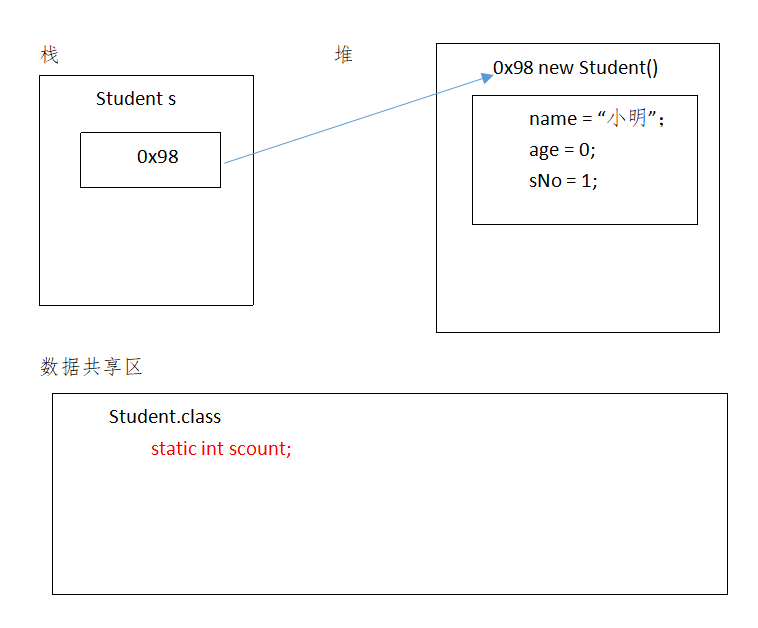 栈
堆
Student s
0x98
0x98 new Student()
name = “小明”；
age = 0;
sNo = 1;
数据共享区
Student.class
static int scount;